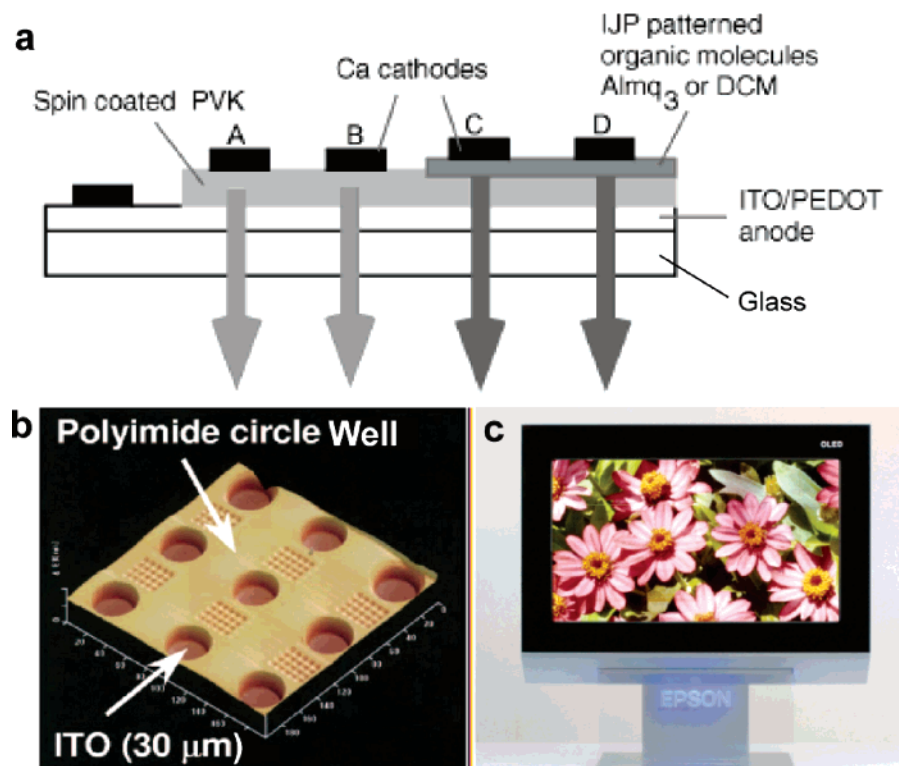 a
IJP patterned
organic molecules
Almq3 or DCM
Ca cathodes
Spin coated PVK
A
B
C
D
ITO/PEDOT
anode
Glass
b
Polyimide circle Well
ITO (30 μm)
c
OLED
EPSON